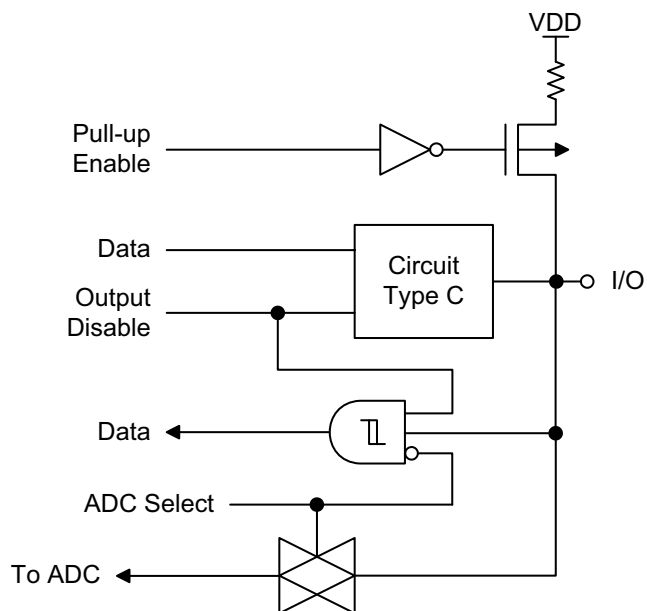 VDD
Pull-up
Enable
Data
Circuit
Type C
Output
Disable
I/O
Data
ADC Select
To ADC